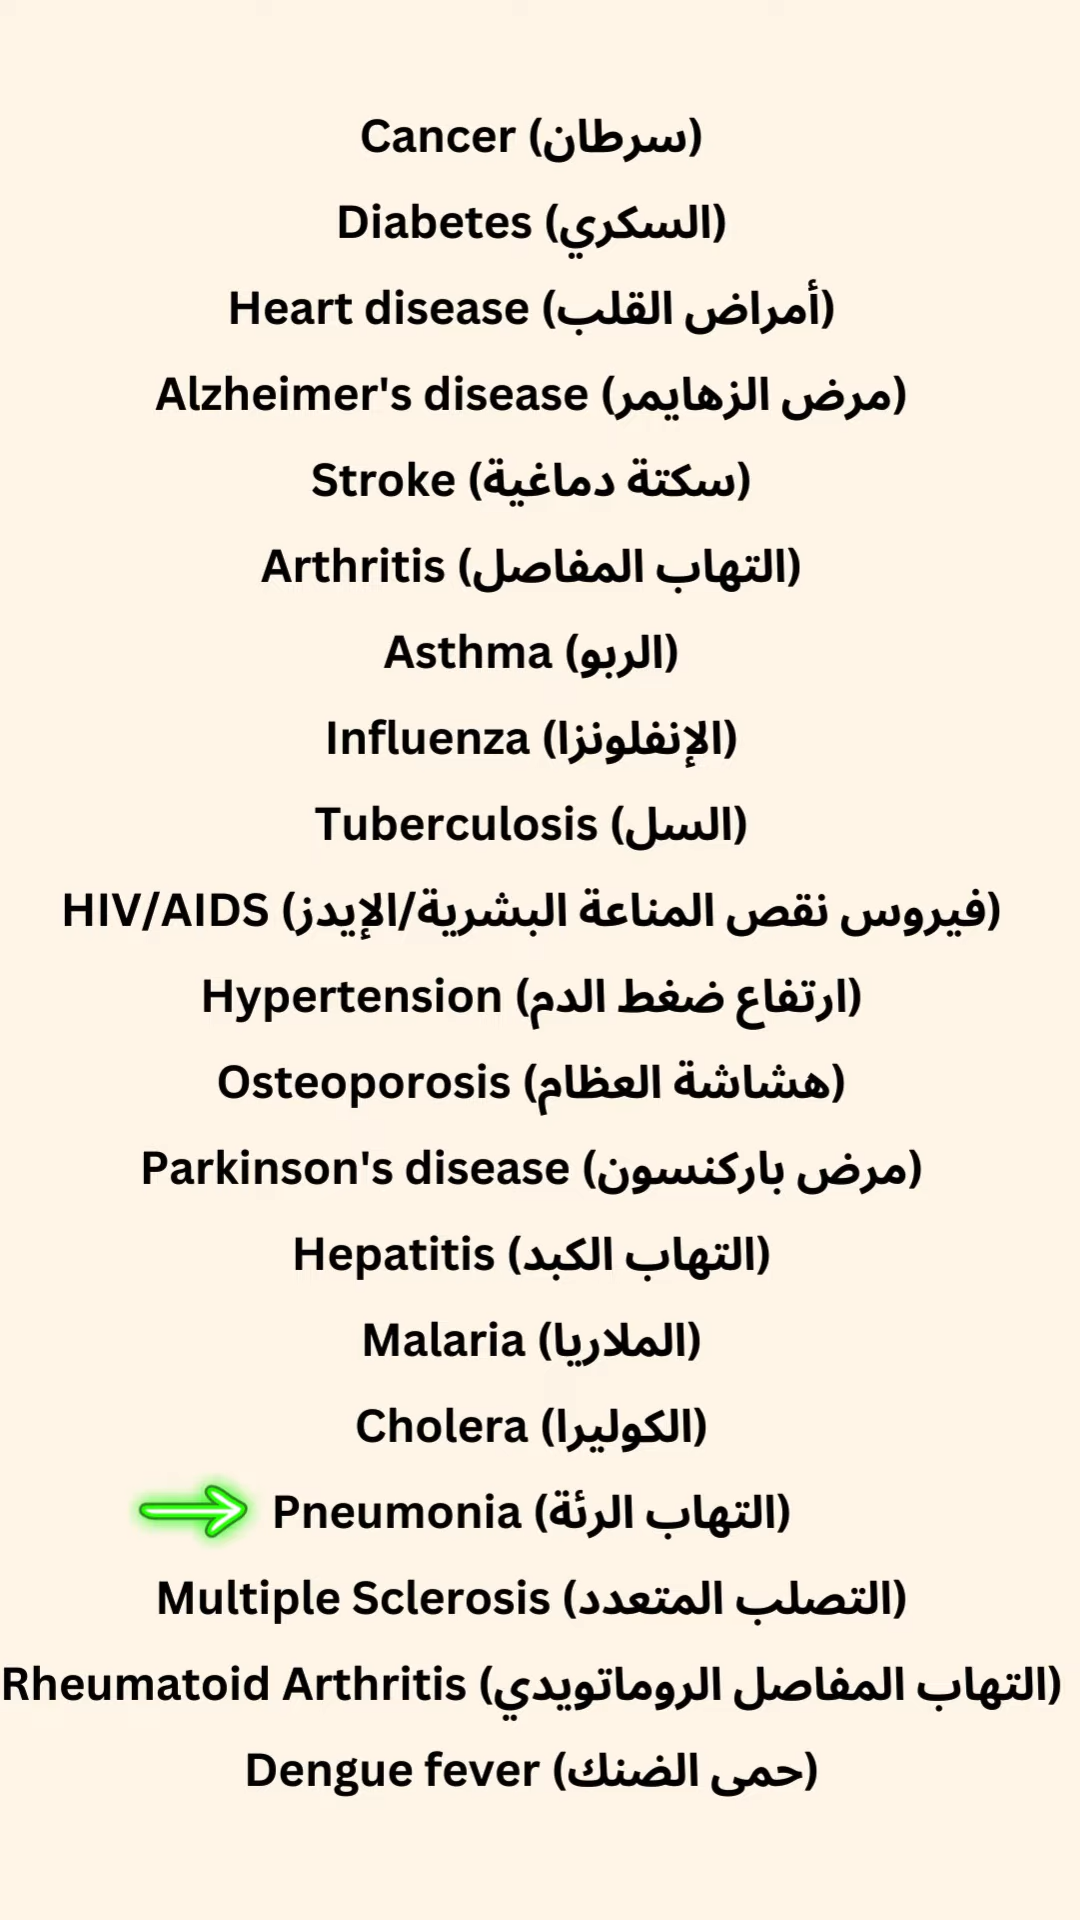 Cancer (سرطان)
Diabetes (السكري)
Heart disease (أمراض القلب)
Alzheimer's disease (مرض الزهايمر)
Stroke (سكتة دماغية)
Arthritis (التهاب المفاصل)
Asthma (الربو)
Influenza (الإنفلونزا)
Tuberculosis (السل)
HIV/AIDS (فيروس نقص المناعة البشرية/الإيدز)
Hypertension (ارتفاع ضغط الدم)
Osteoporosis (هشاشة العظام)
Parkinson's disease (مرض باركنسون)
Hepatitis (التهاب الكبد)
Malaria (الملاريا)
Cholera (الكوليرا)
Pneumonia (التهاب الرئة)
Multiple Sclerosis (التصلب المتعدد)
Rheumatoid Arthritis (التهاب المفاصل الروماتويدي)
Dengue fever (حمى الضنك)